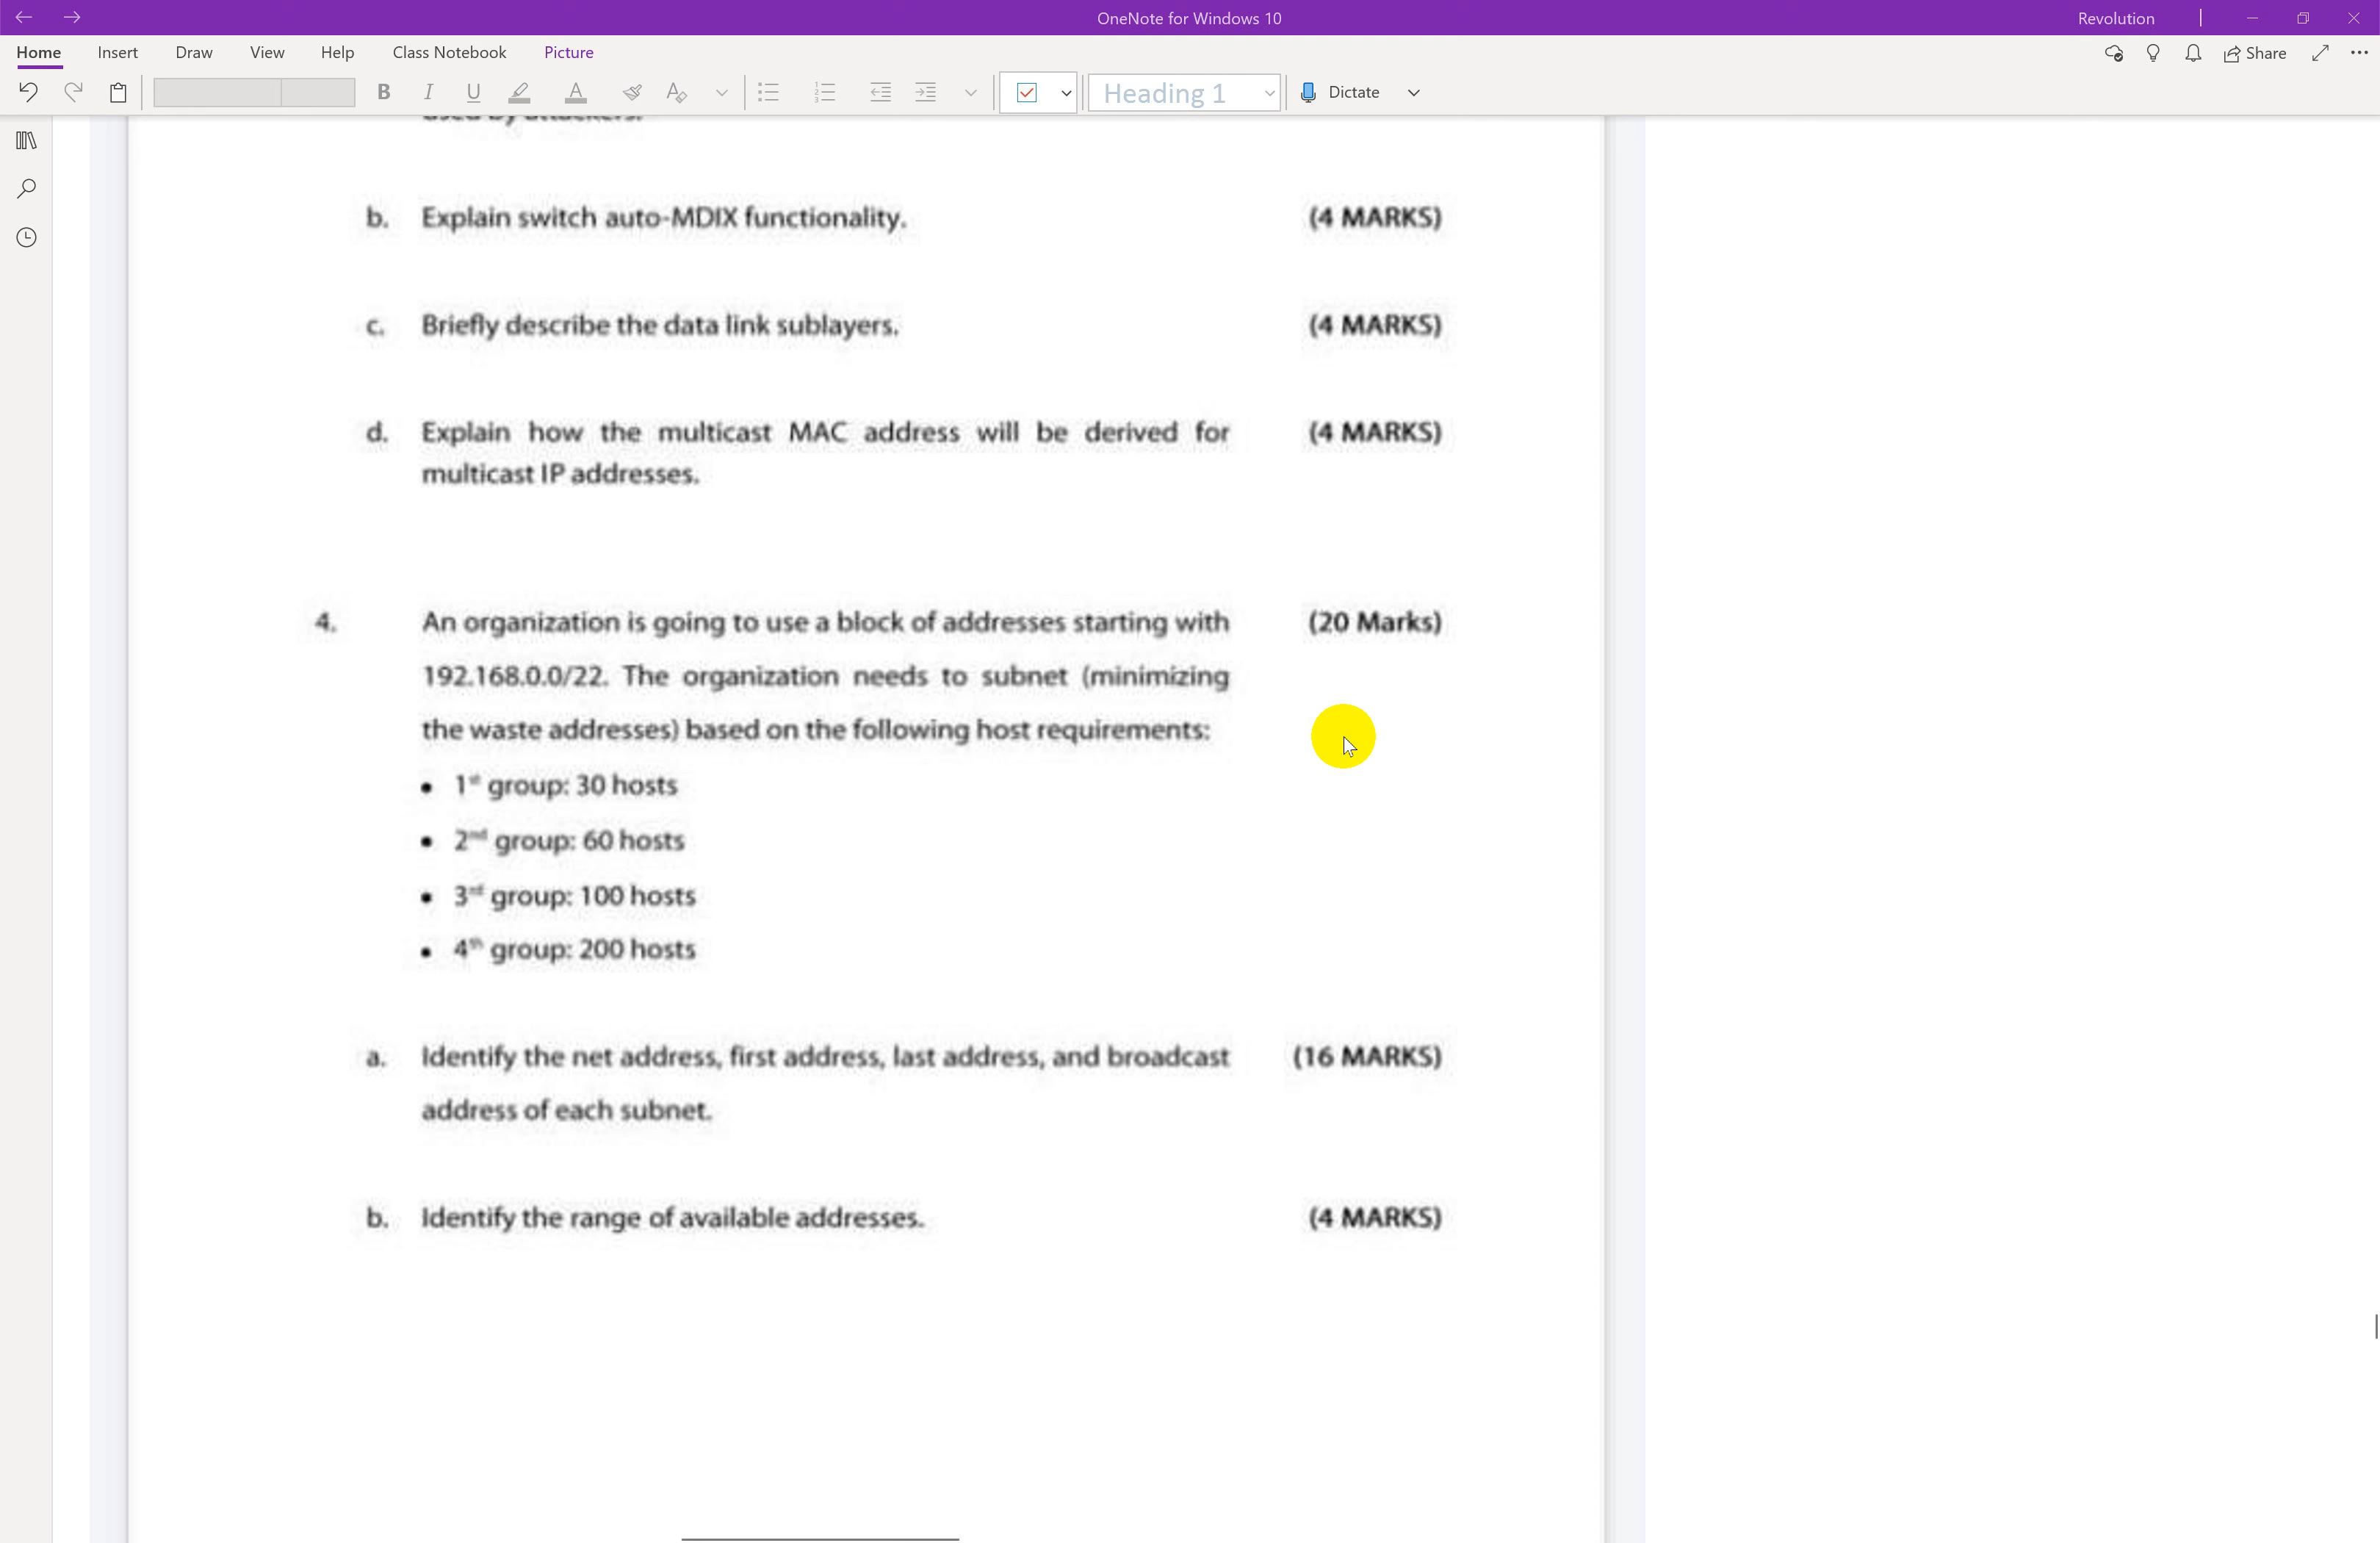 OneNote for Windows 10
Revolution
Home Insert Draw View Help Class Notebook Picture
Share
Heading 1
Dictate
used by attackers.
b. Explain switch auto-MDIX functionality. (4 MARKS)
c. Briefly describe the data link sublayers. (4 MARKS)
d. Explain how the multicast MAC address will be derived for (4 MARKS)
multicast IP addresses.
4. An organization is going to use a block of addresses starting with (20 Marks)
192.168.0.0/22. The organization needs to subnet (minimizing
the waste addresses) based on the following host requirements:
• 1st group: 30 hosts
• 2nd group: 60 hosts
• 3rd group: 100 hosts
• 4th group: 200 hosts
a. Identify the net address, first address, last address, and broadcast (16 MARKS)
address of each subnet.
b. Identify the range of available addresses. (4 MARKS)